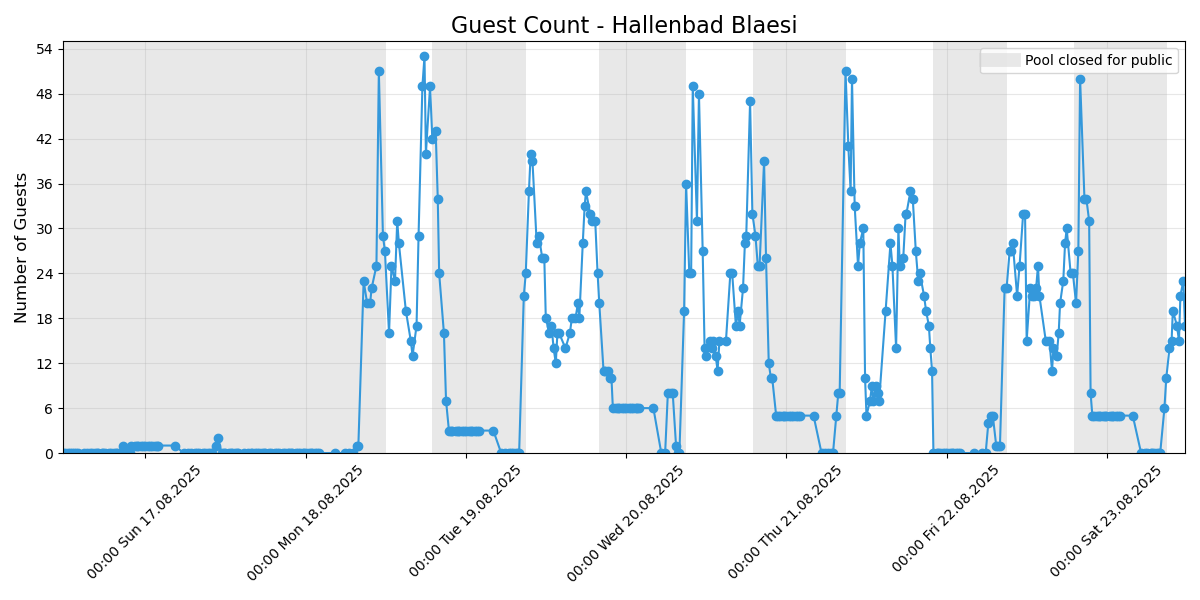 Guest Count - Hallenbad Blaesi
Pool closed for public
Number of Guests
54
48
42
36
30
24
18
12
6
0
00:00 Sun 17.08.2025
00:00 Mon 18.08.2025
00:00 Tue 19.08.2025
00:00 Wed 20.08.2025
00:00 Thu 21.08.2025
00:00 Fri 22.08.2025
00:00 Sat 23.08.2025